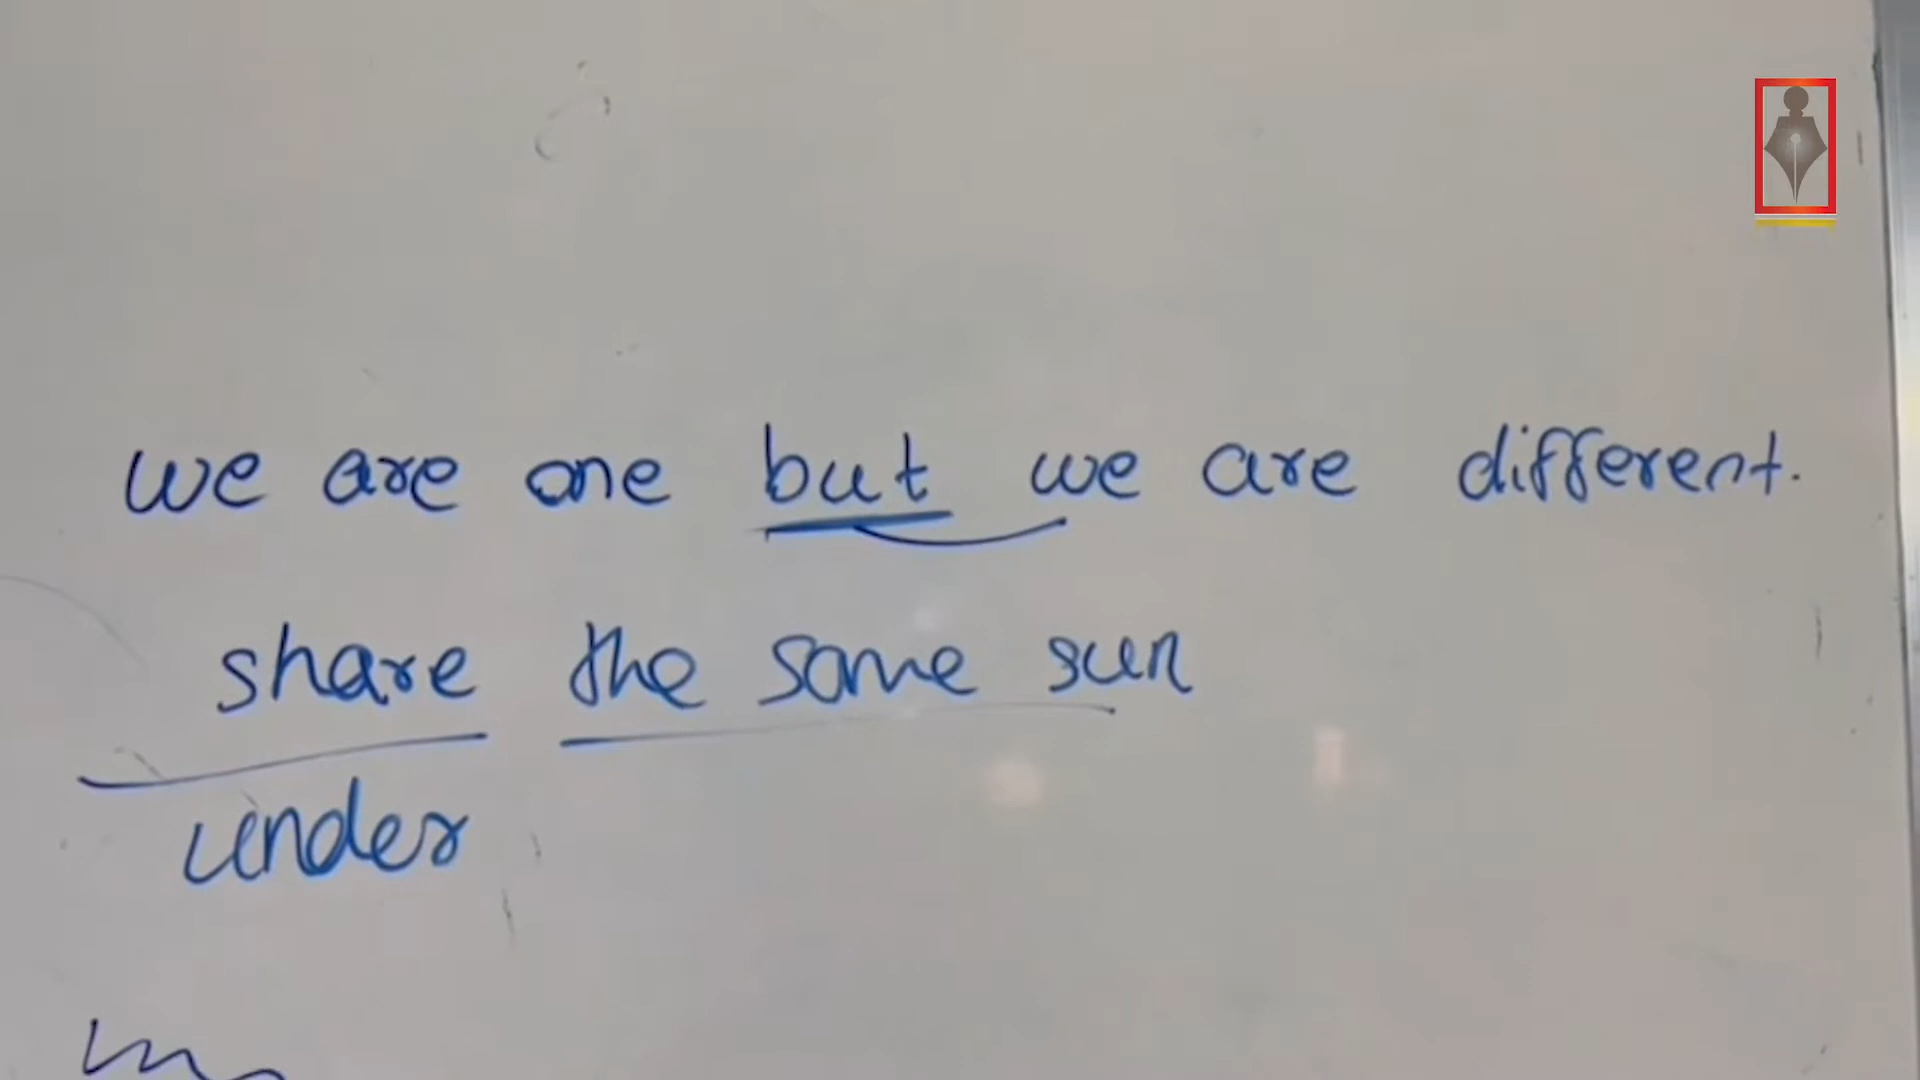 we are one but we are different.
share the same sun
under